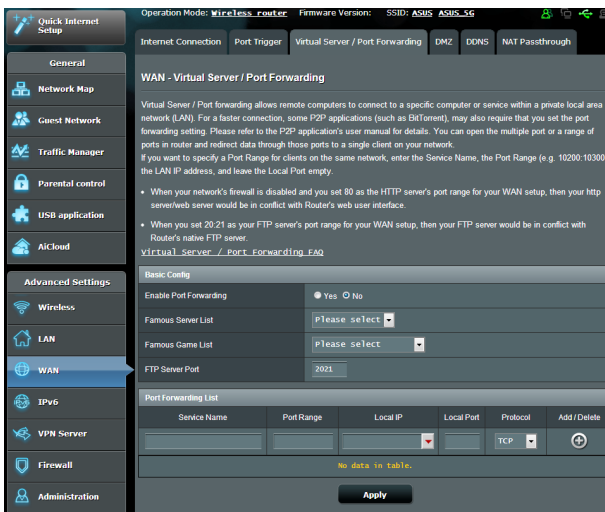 Operation Mode: Wireless router Firmware Version: SSID: ASUS ASUS_5G
Quick Internet
Setup
General
Network Map
Guest Network
Traffic Manager
Parental control
USB application
AiCloud
Advanced Settings
Wireless
LAN
WAN
IPv6
VPN Server
Firewall
Administration
Internet Connection Port Trigger Virtual Server / Port Forwarding DMZ DDNS NAT Passthrough
WAN - Virtual Server / Port Forwarding
Virtual Server / Port forwarding allows remote computers to connect to a specific computer or service within a private local area
network (LAN). For a faster connection, some P2P applications (such as BitTorrent), may also require that you set the port
forwarding setting. Please refer to the P2P application's user manual for details. You can open the multiple port or a range of
ports in router and redirect data through those ports to a single client on your network.
If you want to specify a Port Range for clients on the same network, enter the Service Name, the Port Range (e.g. 10200:10300
the LAN IP address, and leave the Local Port empty.
• When your network's firewall is disabled and you set 80 as the HTTP server's port range for your WAN setup, then your http
server/web server would be in conflict with Router's web user interface.
• When you set 20:21 as your FTP server's port range for your WAN setup, then your FTP server would be in conflict with
Router's native FTP server.
Virtual Server / Port Forwarding FAQ
Basic Config
Enable Port Forwarding Yes No
Famous Server List Please select
Famous Game List Please select
FTP Server Port 2021
Port Forwarding List
Service Name Port Range Local IP Local Port Protocol Add / Delete
TCP
No data in table.
Apply